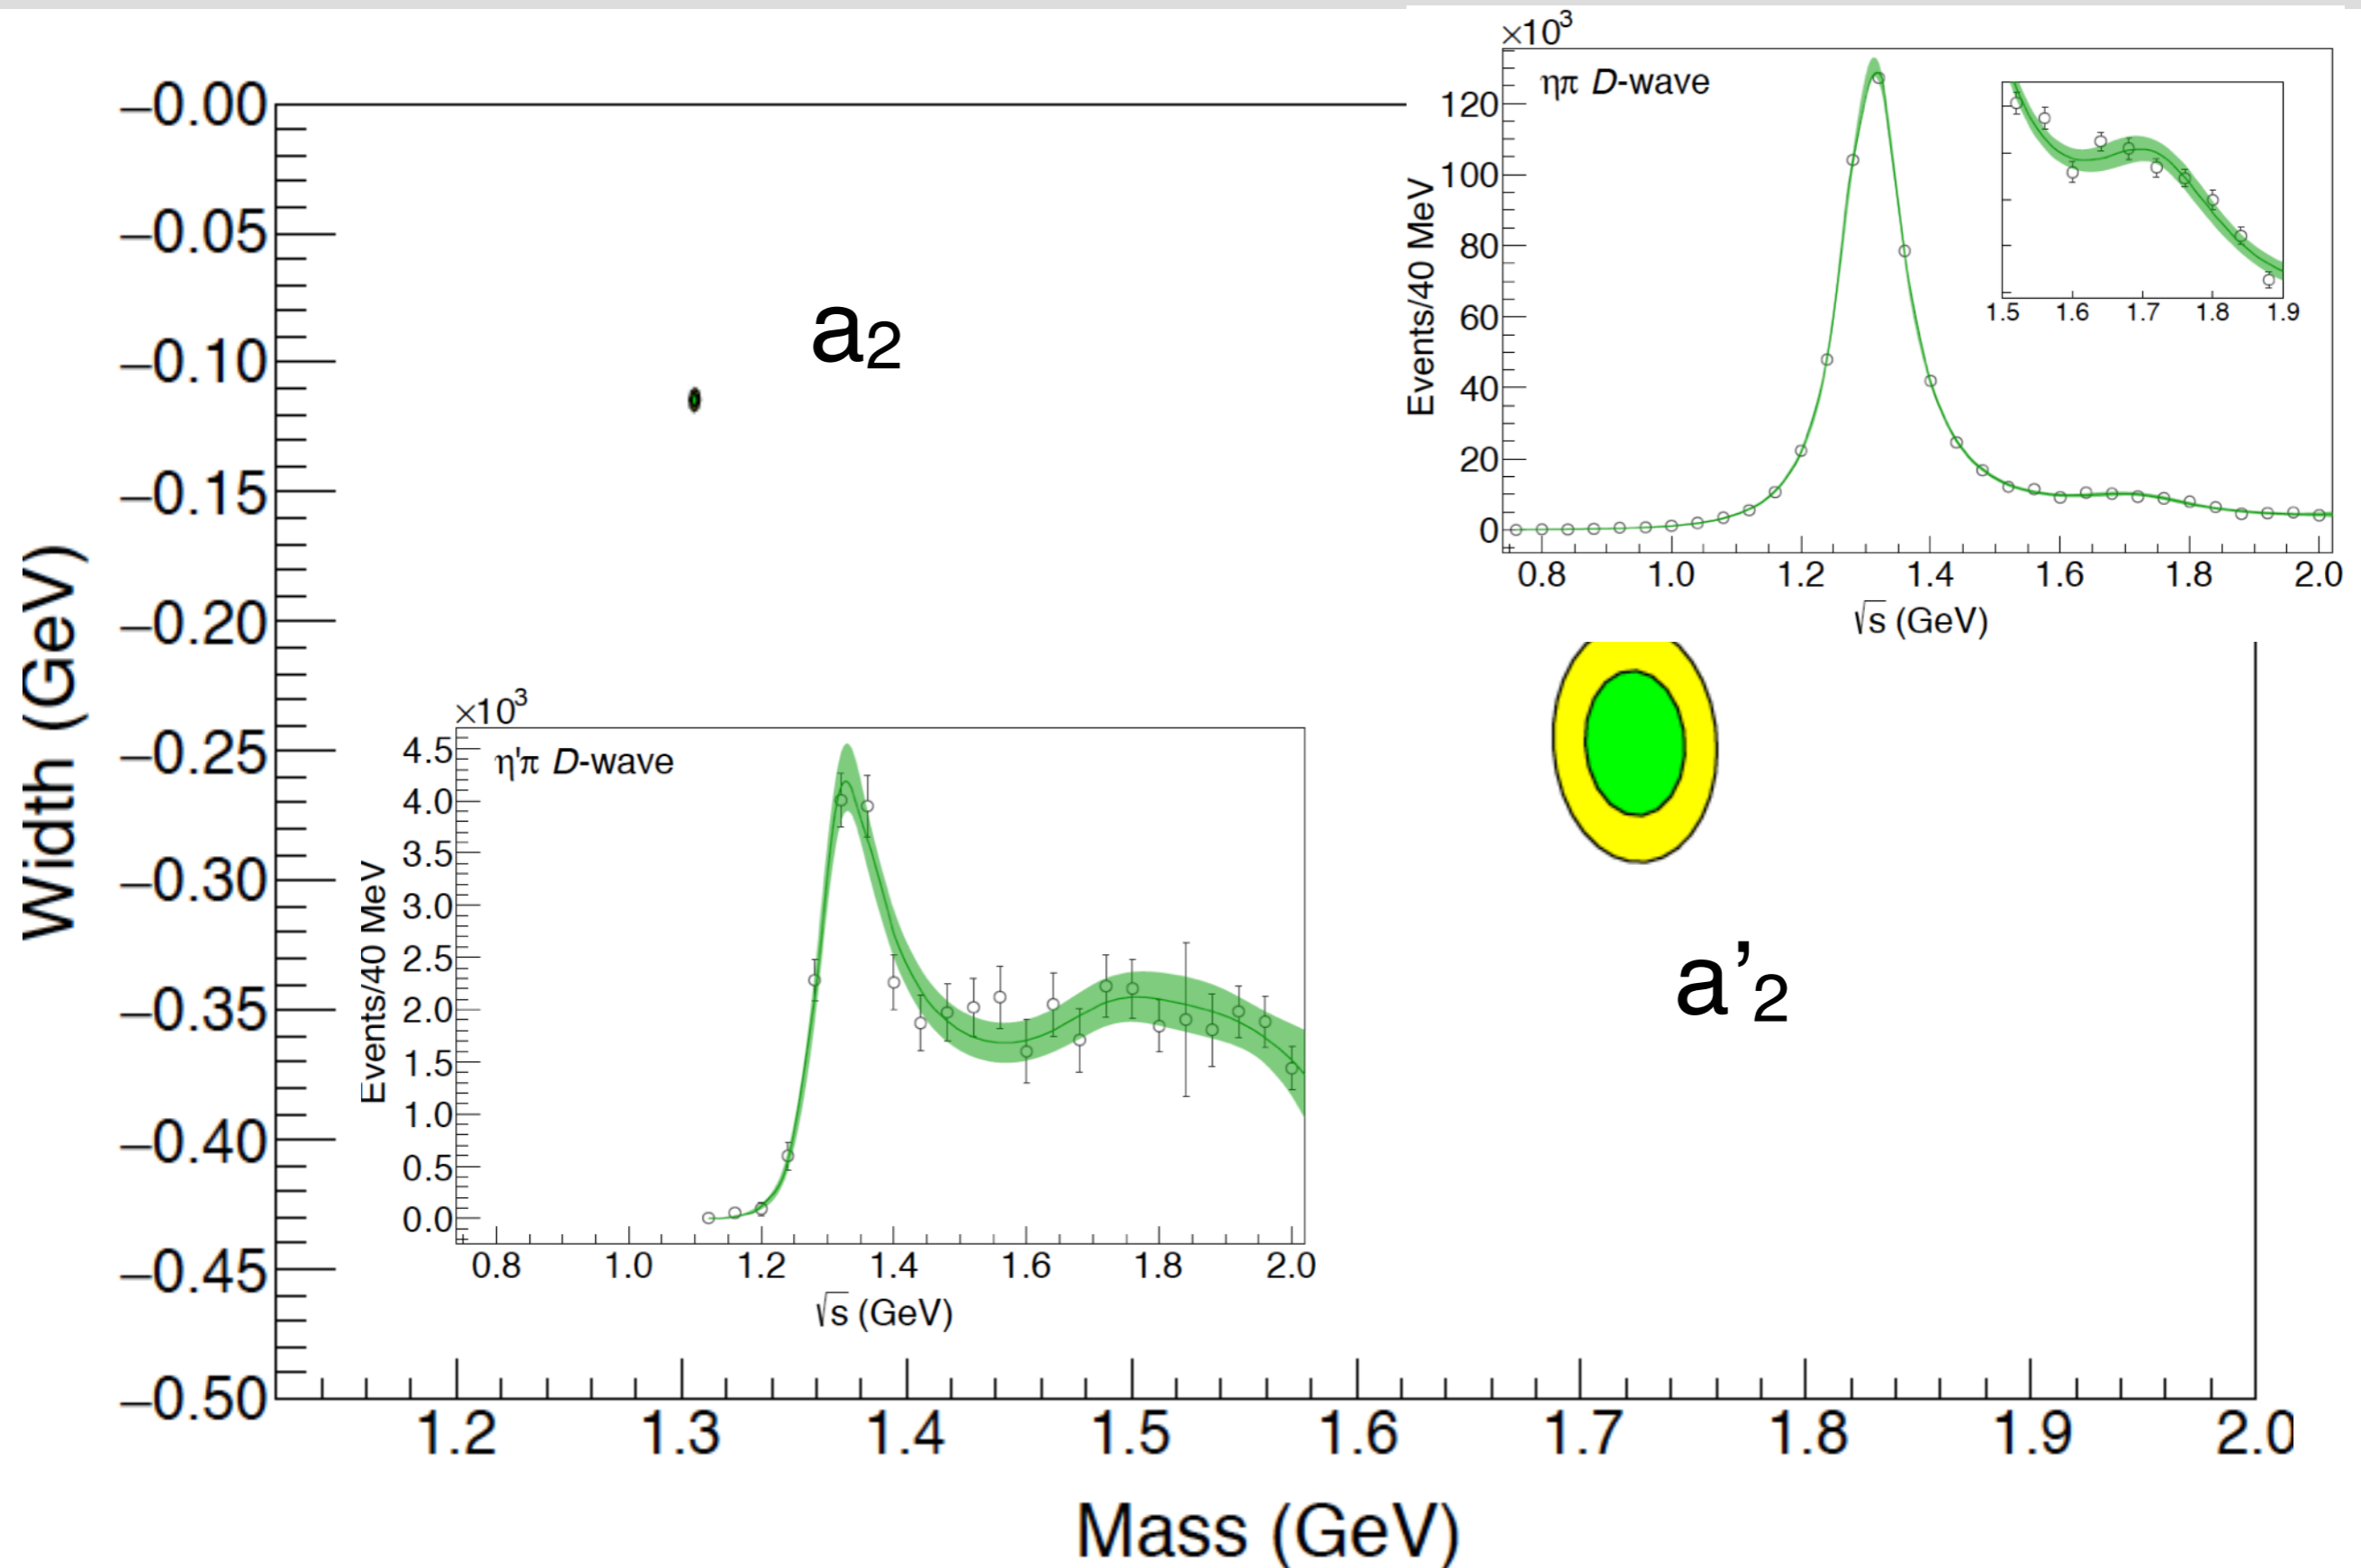 −0.00
−0.05
−0.10
−0.15
−0.20
−0.25
−0.30
−0.35
−0.40
−0.45
−0.50
Width (GeV)
1.2 1.3 1.4 1.5 1.6 1.7 1.8 1.9 2.0
Mass (GeV)
a₂
a’₂
×10³
ηπ D-wave
120
100
80
60
40
20
0
Events/40 MeV
0.8 1.0 1.2 1.4 1.6 1.8 2.0
√s (GeV)
1.5 1.6 1.7 1.8 1.9
×10³
η'π D-wave
4.5
4.0
3.5
3.0
2.5
2.0
1.5
1.0
0.5
0.0
Events/40 MeV
0.8 1.0 1.2 1.4 1.6 1.8 2.0
√s (GeV)